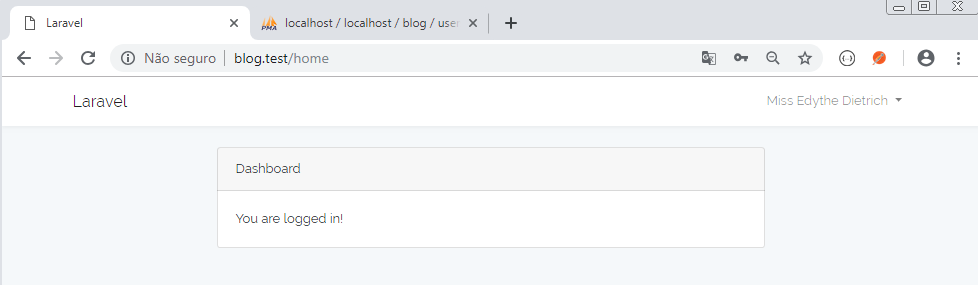 Laravel
PMA localhost / localhost / blog / user
Não seguro blog.test/home
Laravel
Miss Edythe Dietrich
Dashboard
You are logged in!